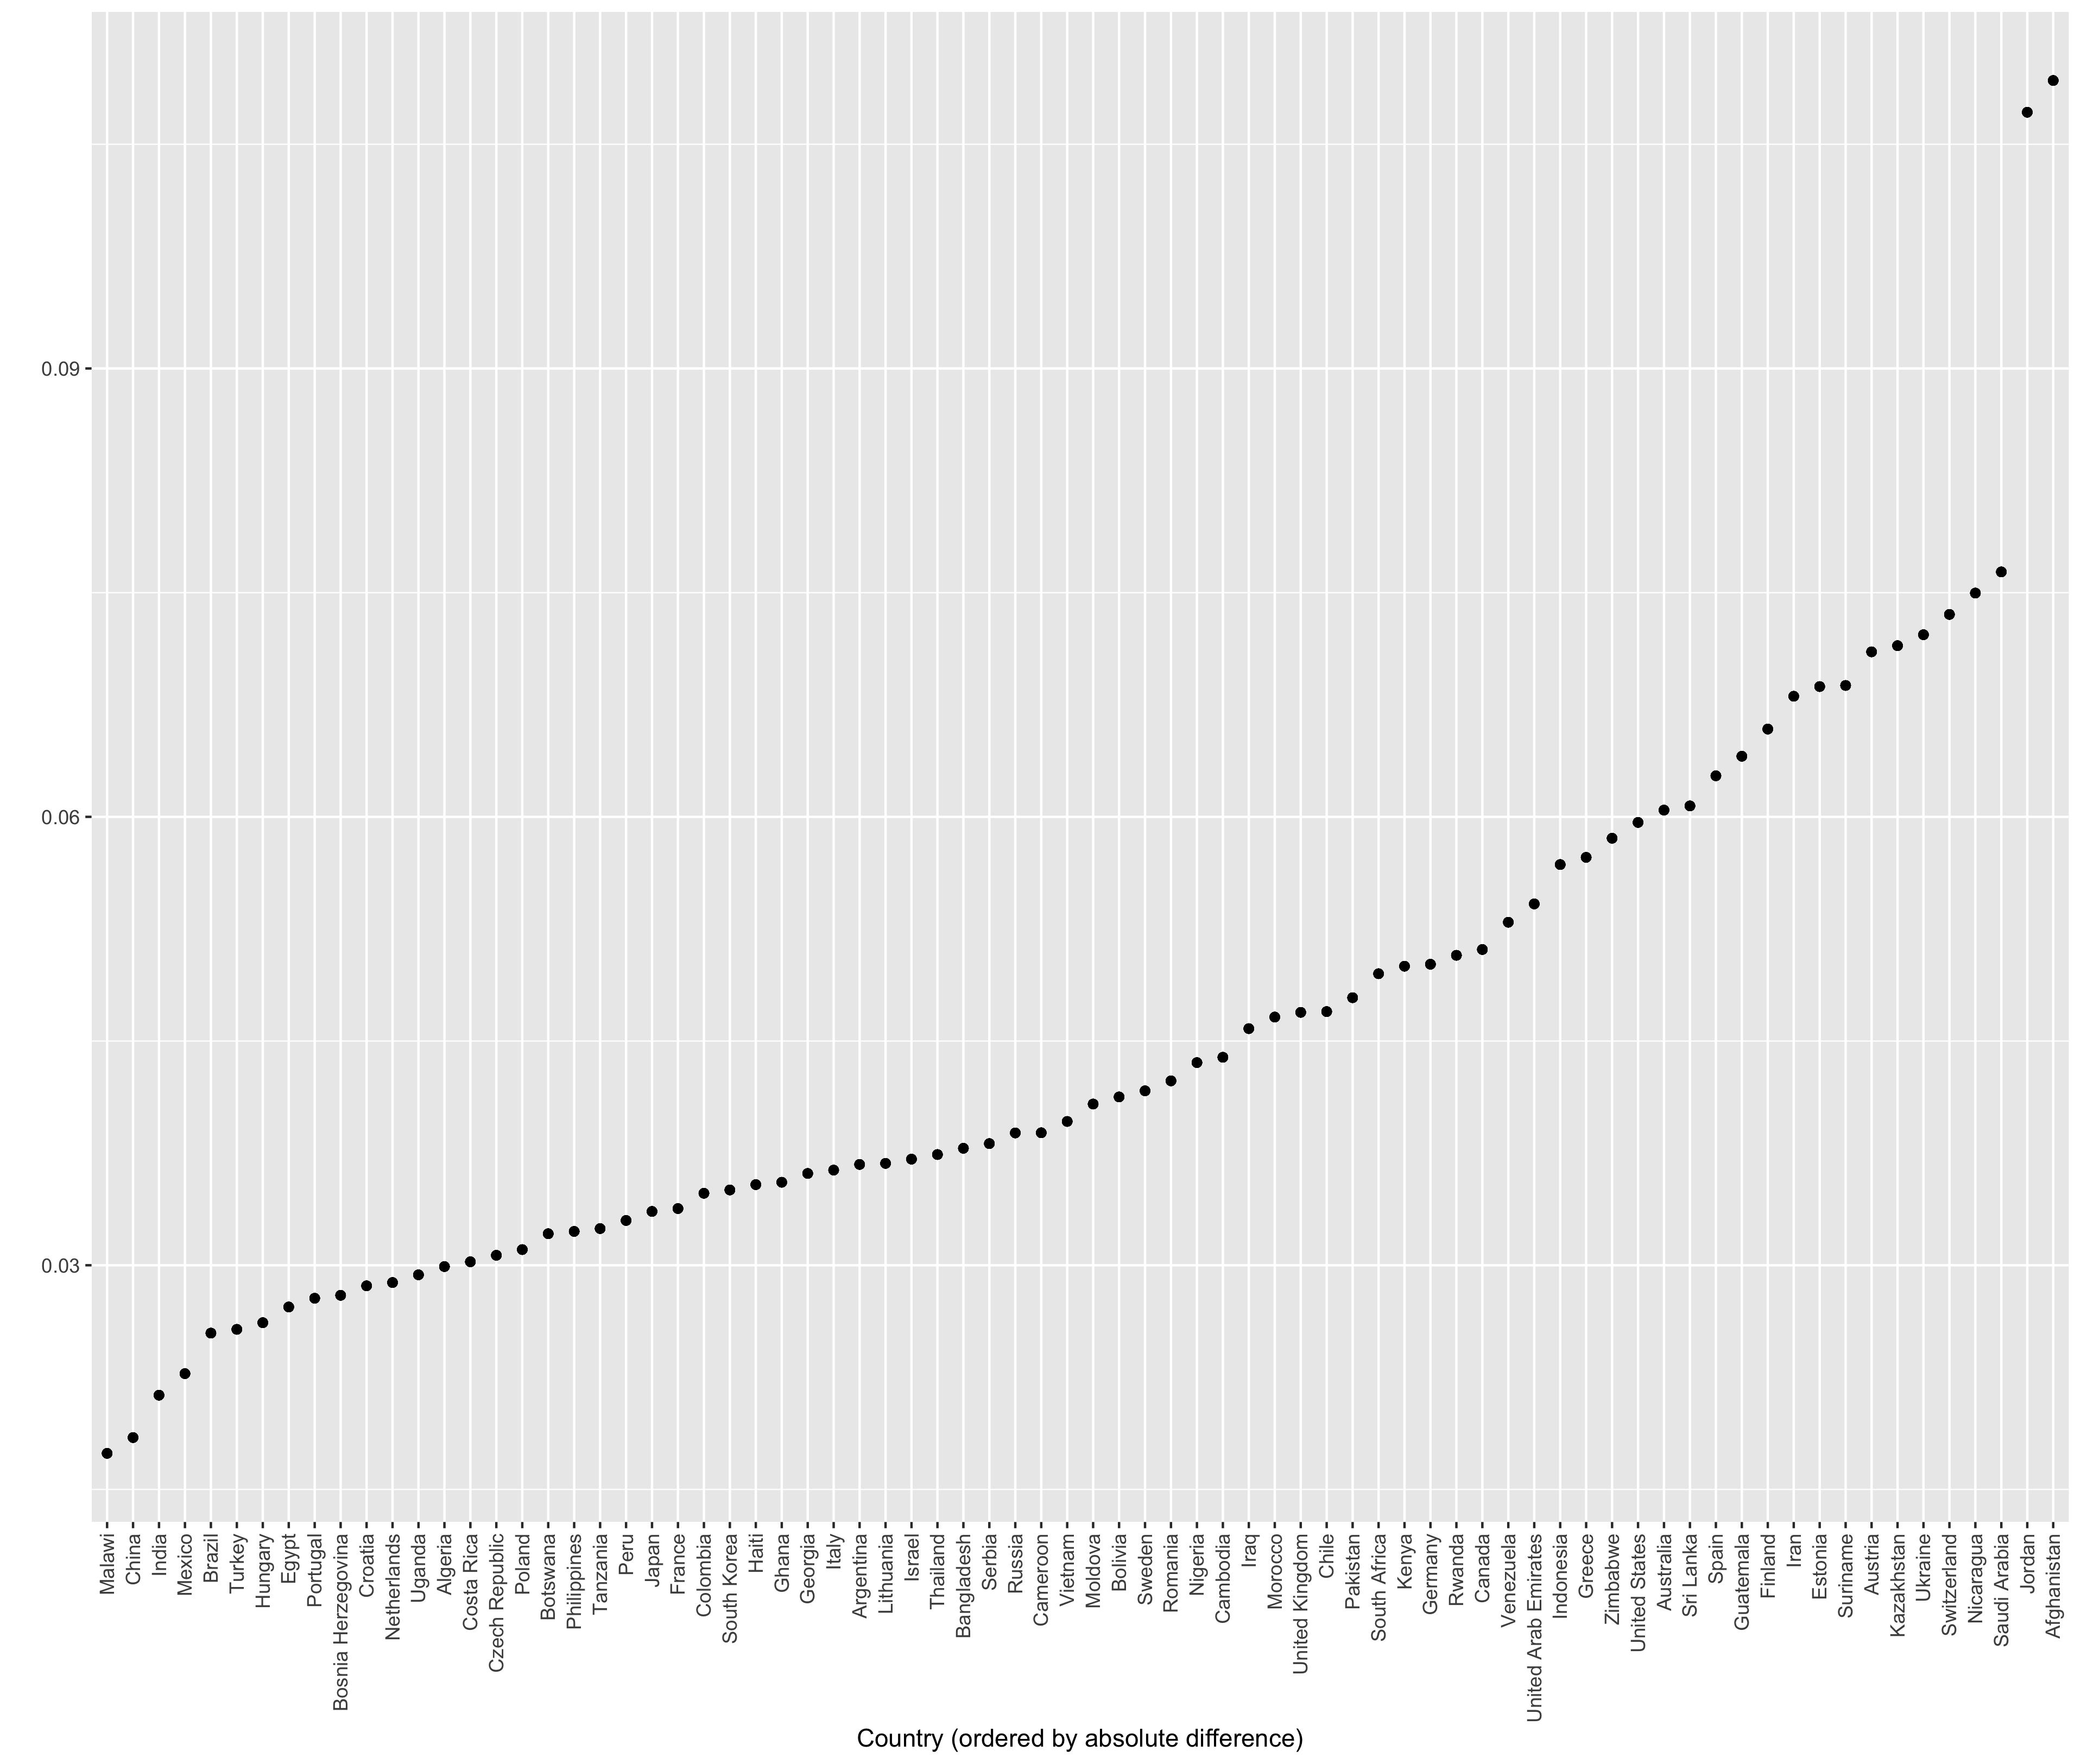 0.09
0.06
0.03
Malawi
China
India
Mexico
Brazil
Turkey
Hungary
Egypt
Portugal
Bosnia Herzegovina
Croatia
Netherlands
Uganda
Algeria
Costa Rica
Czech Republic
Poland
Botswana
Philippines
Tanzania
Peru
Japan
France
Colombia
South Korea
Haiti
Ghana
Georgia
Italy
Argentina
Lithuania
Israel
Thailand
Bangladesh
Serbia
Russia
Cameroon
Vietnam
Moldova
Bolivia
Sweden
Romania
Nigeria
Cambodia
Iraq
Morocco
United Kingdom
Chile
Pakistan
South Africa
Kenya
Germany
Rwanda
Canada
Venezuela
United Arab Emirates
Indonesia
Greece
Zimbabwe
United States
Australia
Sri Lanka
Spain
Guatemala
Finland
Iran
Estonia
Suriname
Austria
Kazakhstan
Ukraine
Switzerland
Nicaragua
Saudi Arabia
Jordan
Afghanistan
Country (ordered by absolute difference)